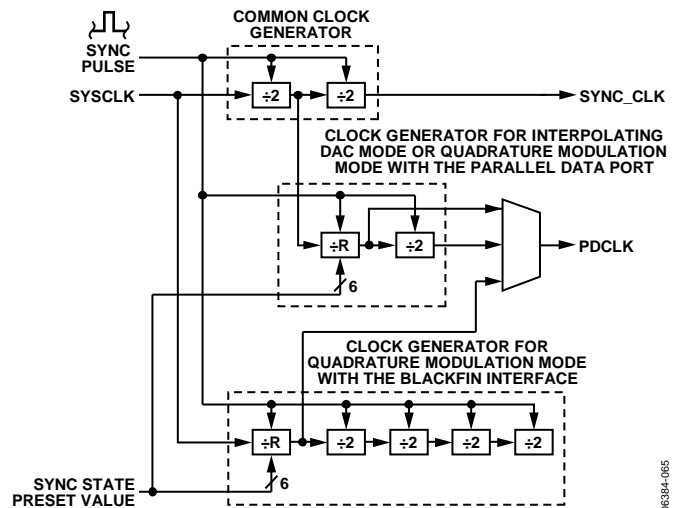 COMMON CLOCK
GENERATOR
SYNC
PULSE
SYSCLK
÷2
÷2
SYNC_CLK
CLOCK GENERATOR FOR INTERPOLATING
DAC MODE OR QUADRATURE MODULATION
MODE WITH THE PARALLEL DATA PORT
÷R
÷2
PDCLK
6
CLOCK GENERATOR FOR
QUADRATURE MODULATION MODE
WITH THE BLACKFIN INTERFACE
÷R
÷2
÷2
÷2
÷2
6
SYNC STATE
PRESET VALUE
06384-065